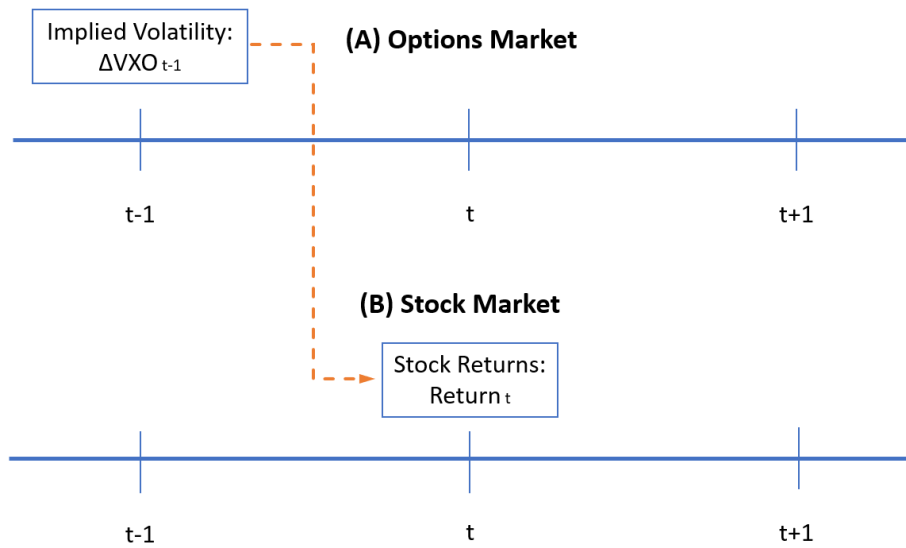 Implied Volatility:
ΔVXO t-1
(A) Options Market
t-1
t
t+1
(B) Stock Market
Stock Returns:
Return t
t-1
t
t+1